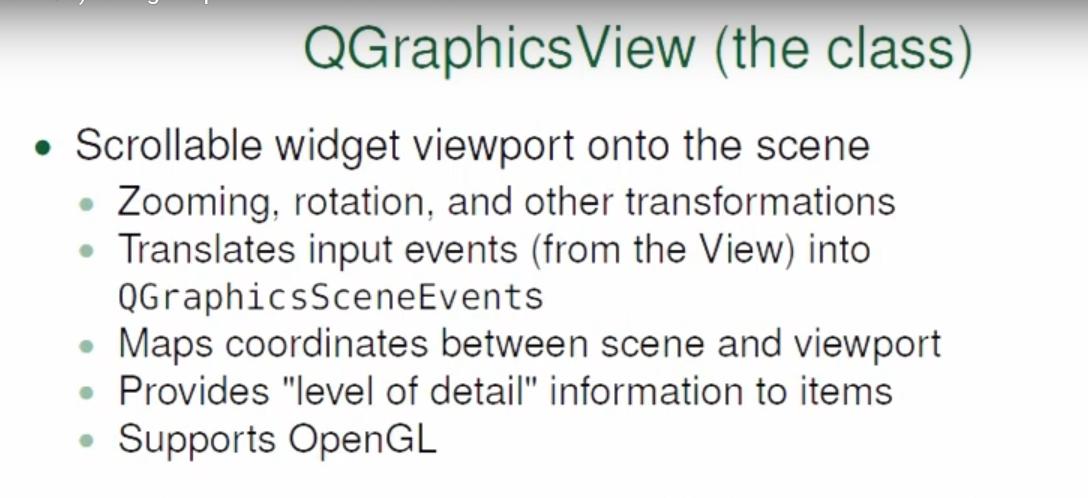 QGraphicsView (the class)
• Scrollable widget viewport onto the scene
• Zooming, rotation, and other transformations
• Translates input events (from the View) into
QGraphicsSceneEvents
• Maps coordinates between scene and viewport
• Provides "level of detail" information to items
• Supports OpenGL